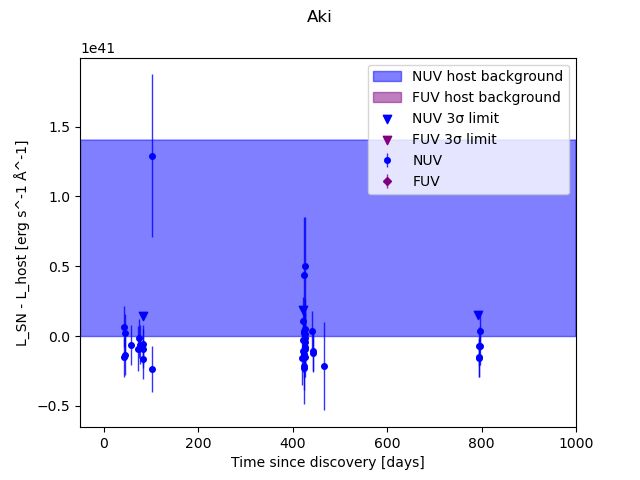 Aki
1e41
NUV host background
FUV host background
NUV 3σ limit
FUV 3σ limit
NUV
FUV
1.5
1.0
0.5
0.0
−0.5
L_SN - L_host [erg s^-1 Å^-1]
0 200 400 600 800 1000
Time since discovery [days]